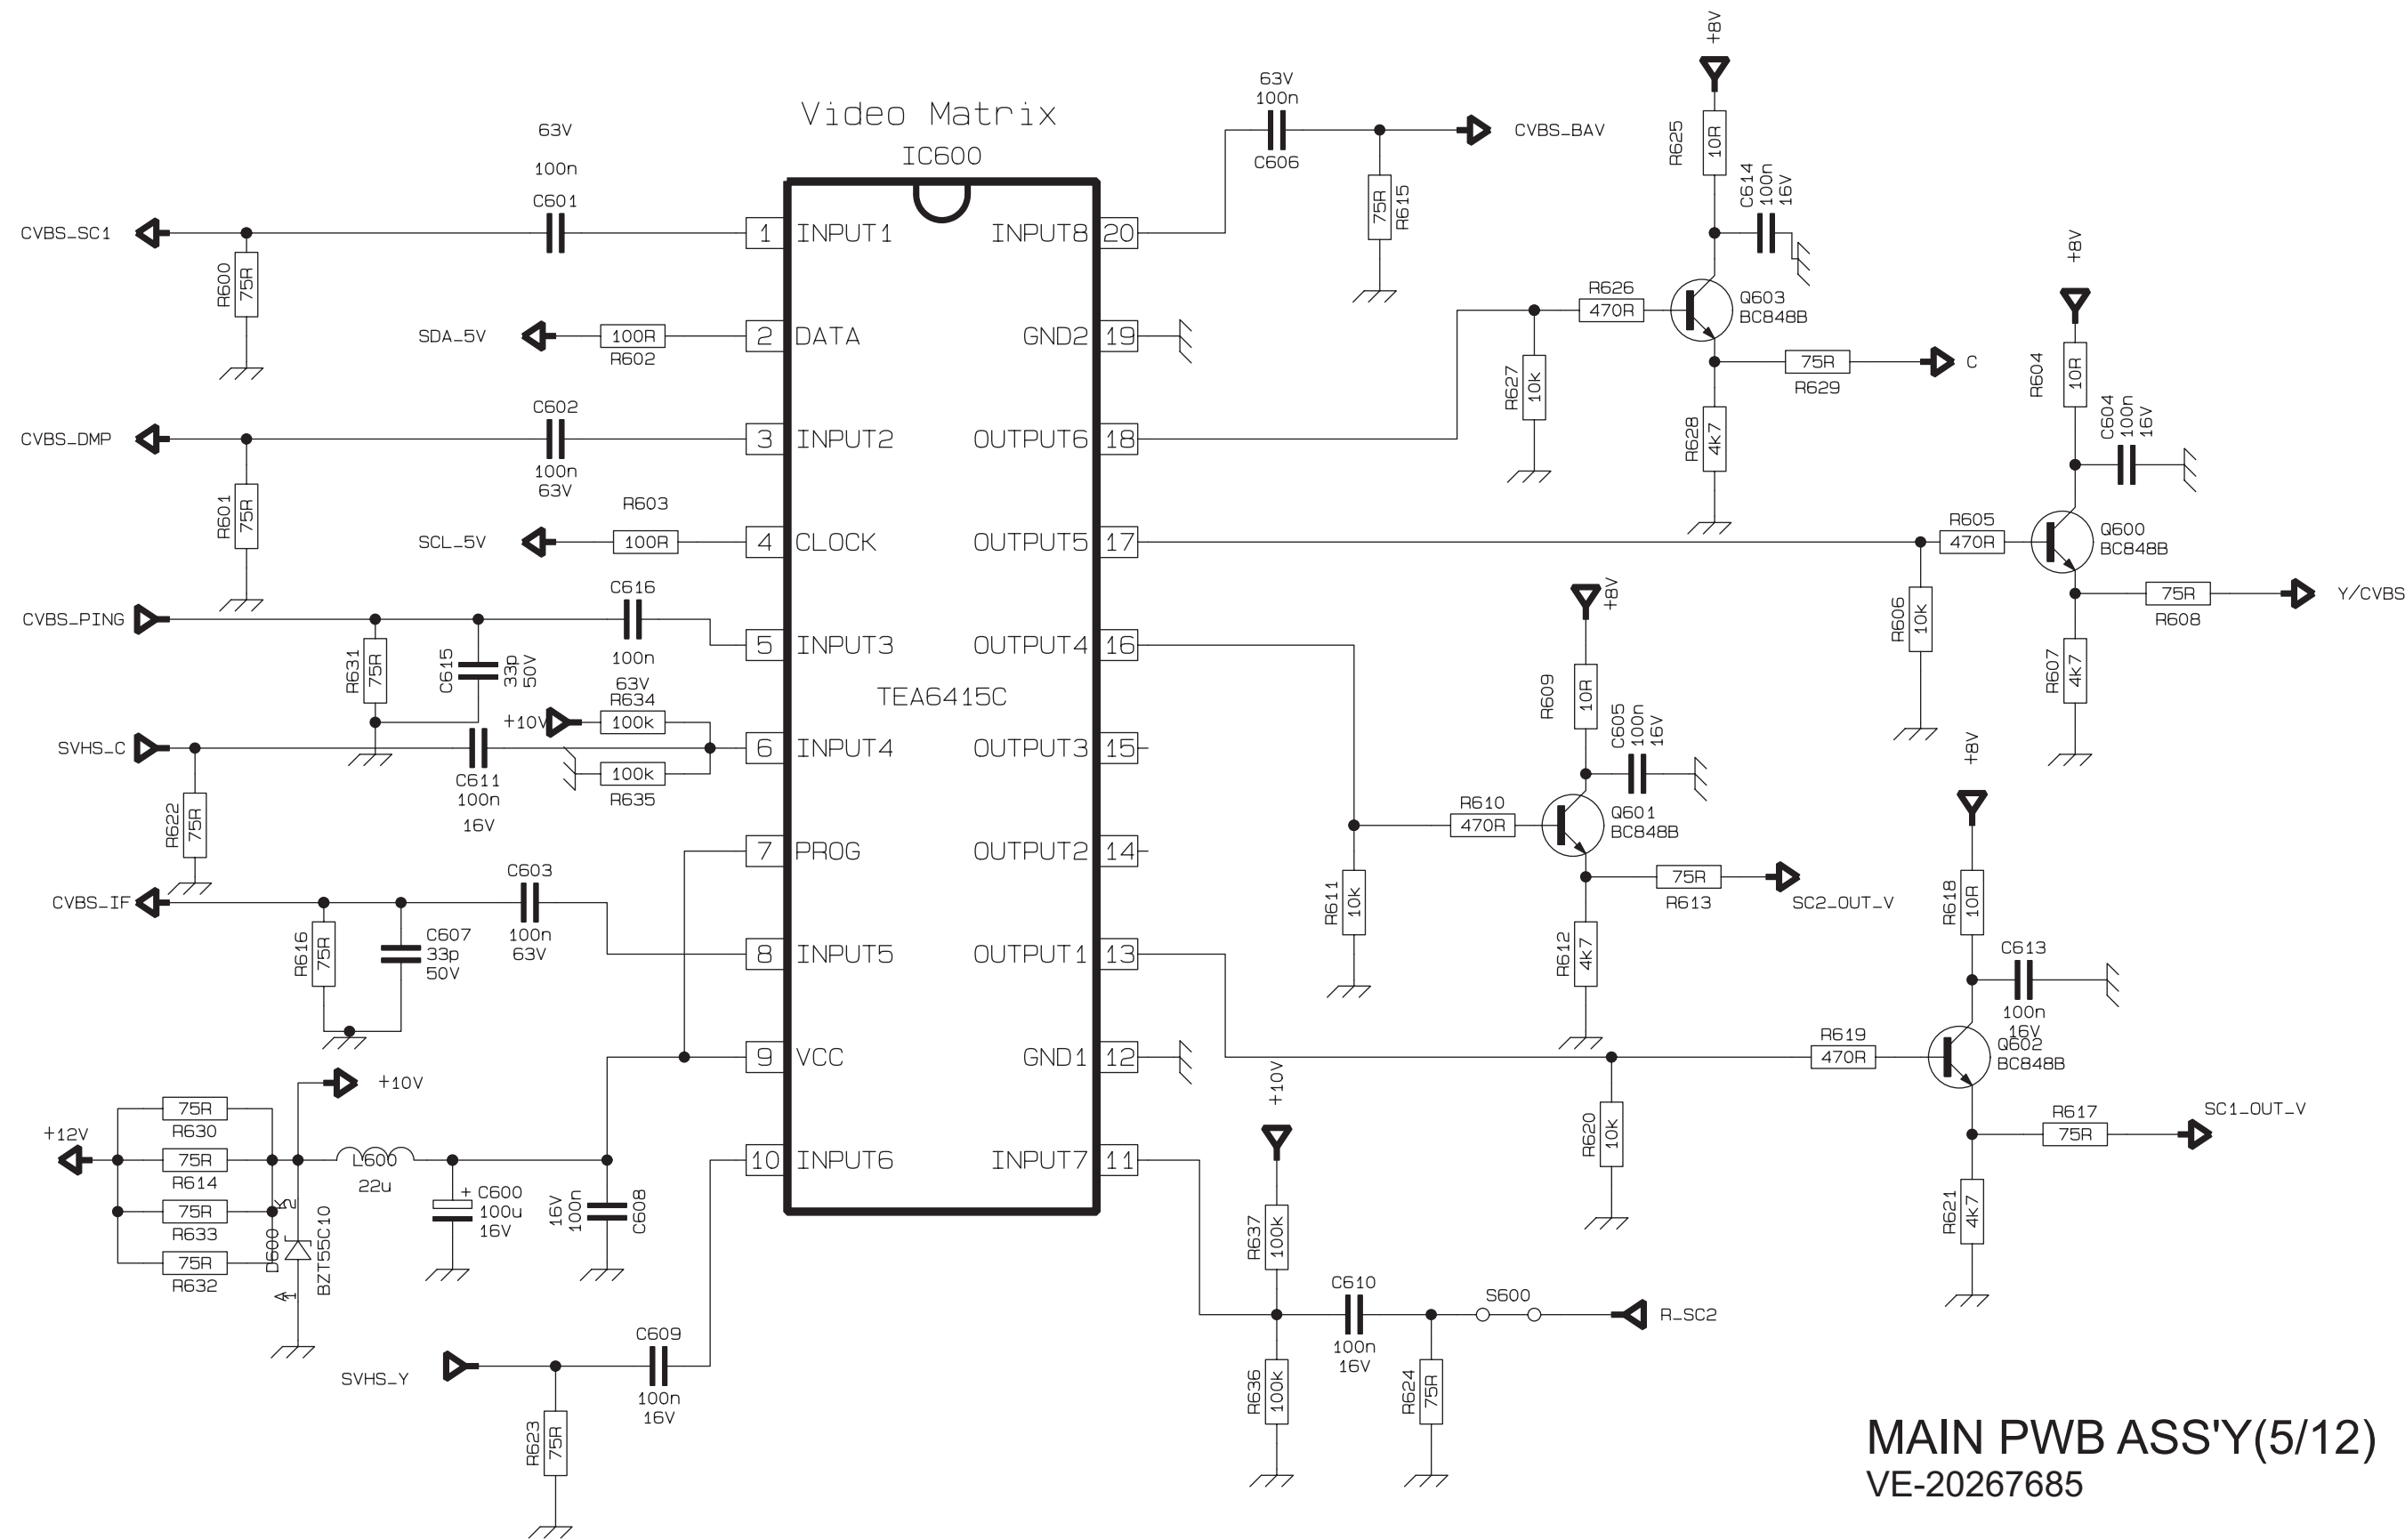 Video Matrix
IC600
TEA6415C
1 INPUT1
2 DATA
3 INPUT2
4 CLOCK
5 INPUT3
6 INPUT4
7 PROG
8 INPUT5
9 VCC
10 INPUT6
INPUT8 20
GND2 19
OUTPUT6 18
OUTPUT5 17
OUTPUT4 16
OUTPUT3 15
OUTPUT2 14
OUTPUT1 13
GND1 12
INPUT7 11
63V
100n
C601
CVBS_SC1
R600
75R
SDA_5V
100R
R602
C602
100n
63V
CVBS_DMP
R601
75R
R603
SCL_5V
100R
CVBS_PING
C616
100n
63V
R631
75R
C615
33p
50V
R634
+10V
100k
SVHS_C
C611
100n
16V
100k
R635
R622
75R
CVBS_IF
C603
100n
63V
R616
75R
C607
33p
50V
+10V
+12V
75R
R630
75R
R614
75R
R633
75R
R632
L600
22u
K
2
D600
BZT55C10
A
1
+ C600
100u
16V
16V
100n
C608
SVHS_Y
C609
100n
16V
R623
75R
63V
100n
C606
CVBS_BAV
75R
R615
+8V
R625
10R
C614
100n
16V
R626
470R
Q603
BC848B
R627
10k
75R
R629
C
R628
4k7
+8V
R604
10R
C604
100n
16V
R605
470R
Q600
BC848B
R606
10k
75R
R608
Y/CVBS
R607
4k7
+8V
R609
10R
C605
100n
16V
R610
470R
Q601
BC848B
R611
10k
75R
R613
SC2_OUT_V
R612
4k7
+8V
R618
10R
C613
100n
16V
R619
470R
Q602
BC848B
R620
10k
R617
75R
SC1_OUT_V
R621
4k7
+10V
R637
100k
C610
100n
16V
S600
R_SC2
R636
100k
R624
75R
MAIN PWB ASS'Y(5/12)
VE-20267685